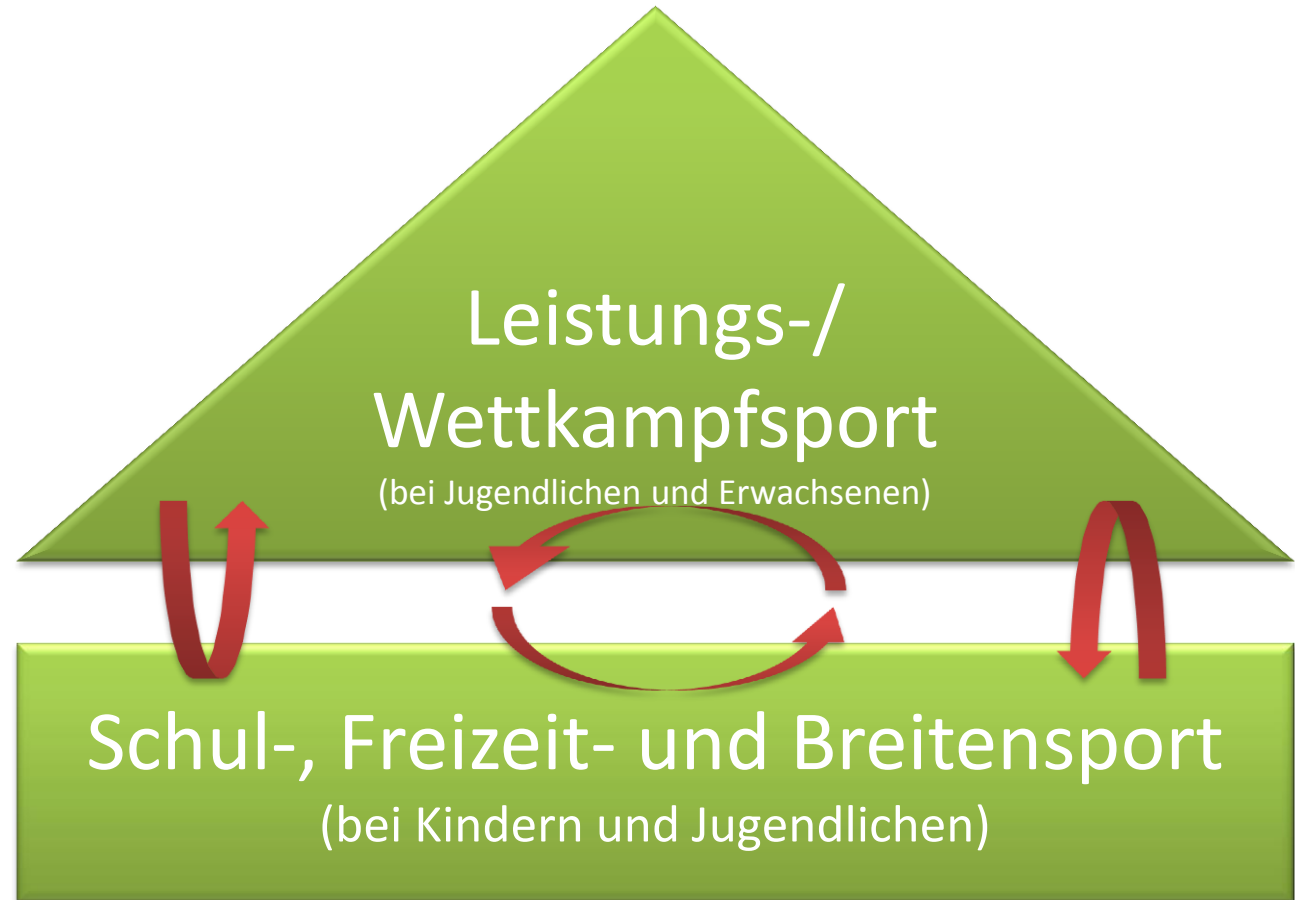 Leistungs-/
Wettkampfsport
(bei Jugendlichen und Erwachsenen)
Schul-, Freizeit- und Breitensport
(bei Kindern und Jugendlichen)